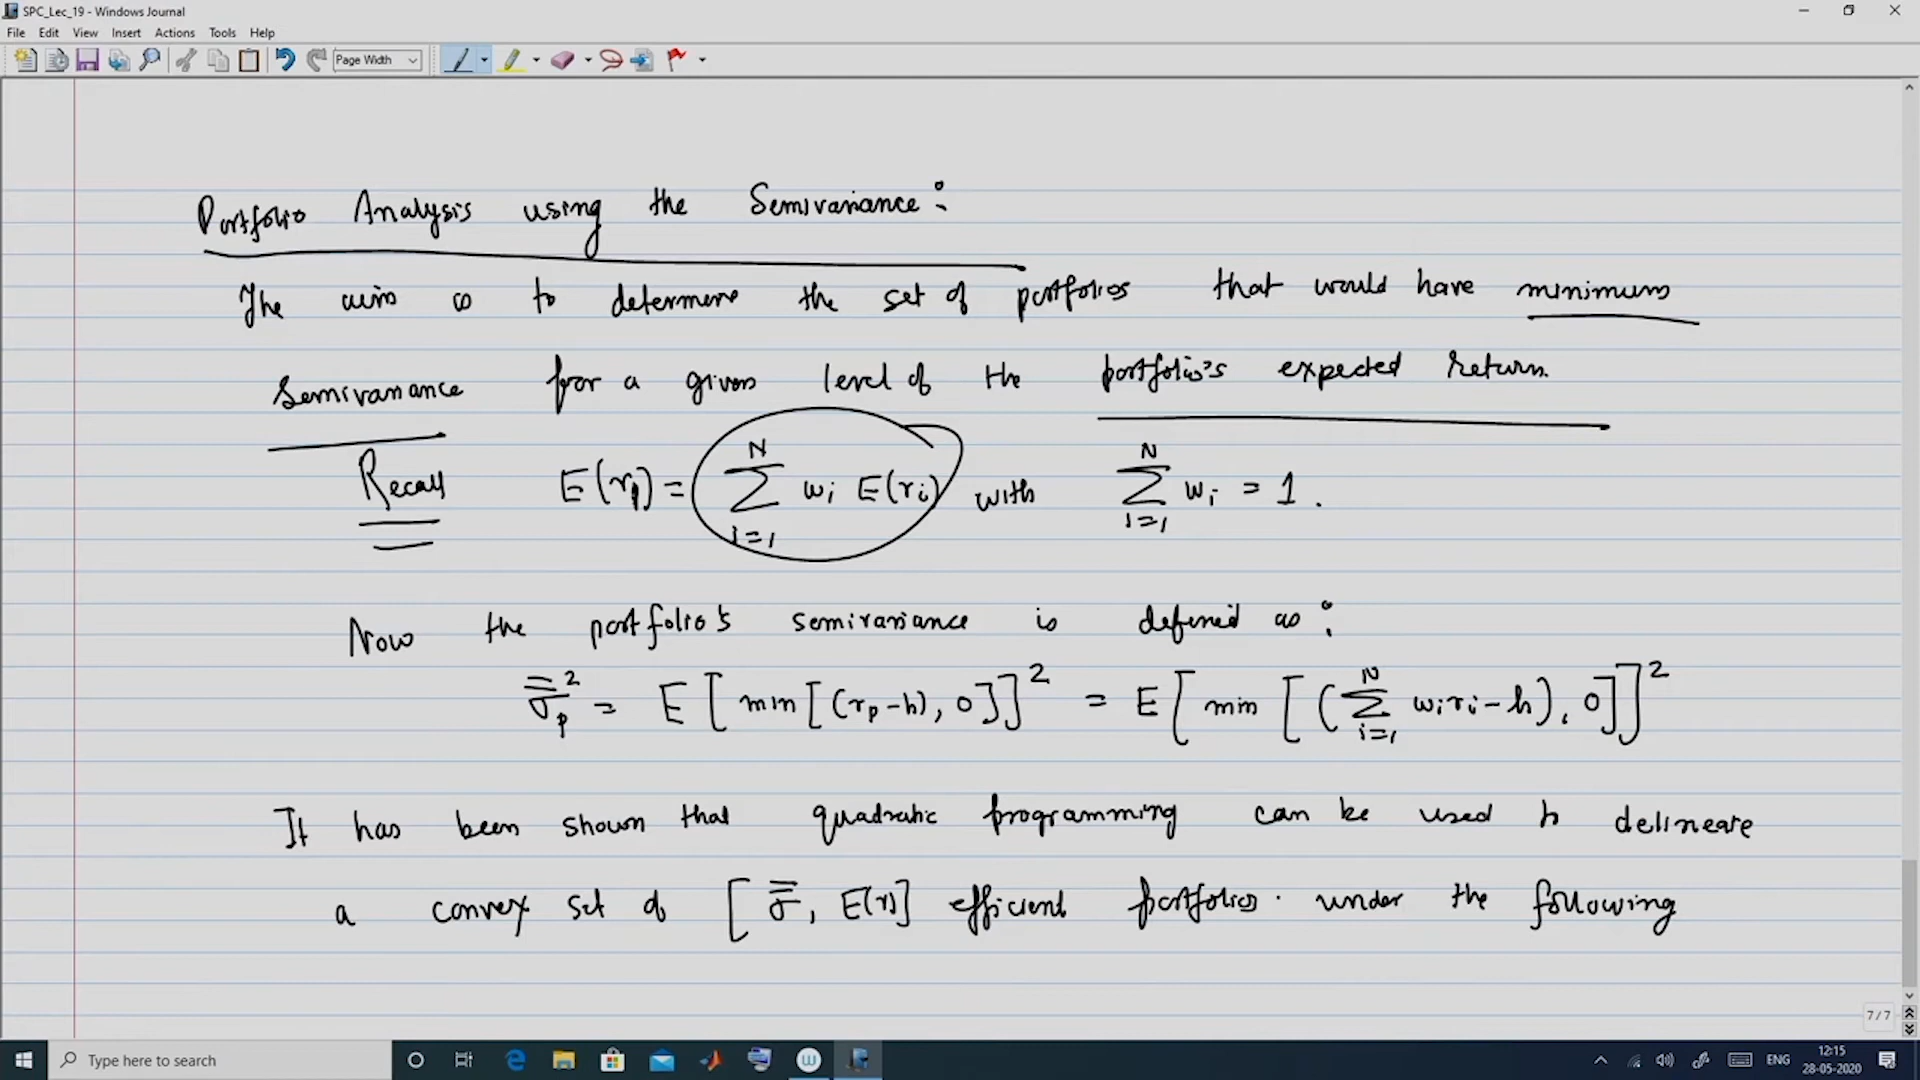 SPC_Lec_19 - Windows Journal
File Edit View Insert Actions Tools Help
Page Width
Portfolio Analysis using the Semivariance :
The aim is to determine the set of portfolios that would have minimum
semivariance for a given level of the portfolio's expected return.
Recall E(rp) = ∑_{i=1}^{N} wi E(ri) with ∑_{i=1}^{N} wi = 1 .
Now the portfolio's semivariance is defined as :
σ̿_p^2 = E [ min [(rp-h), 0]]^2 = E [ min [ (∑_{i=1}^{N} wi ri - h), 0]]^2
It has been shown that quadratic programming can be used to delineate
a convex set of [ σ̿, E(r)] efficient portfolios. under the following
7 / 7
Type here to search
ENG
12:15
28-05-2020